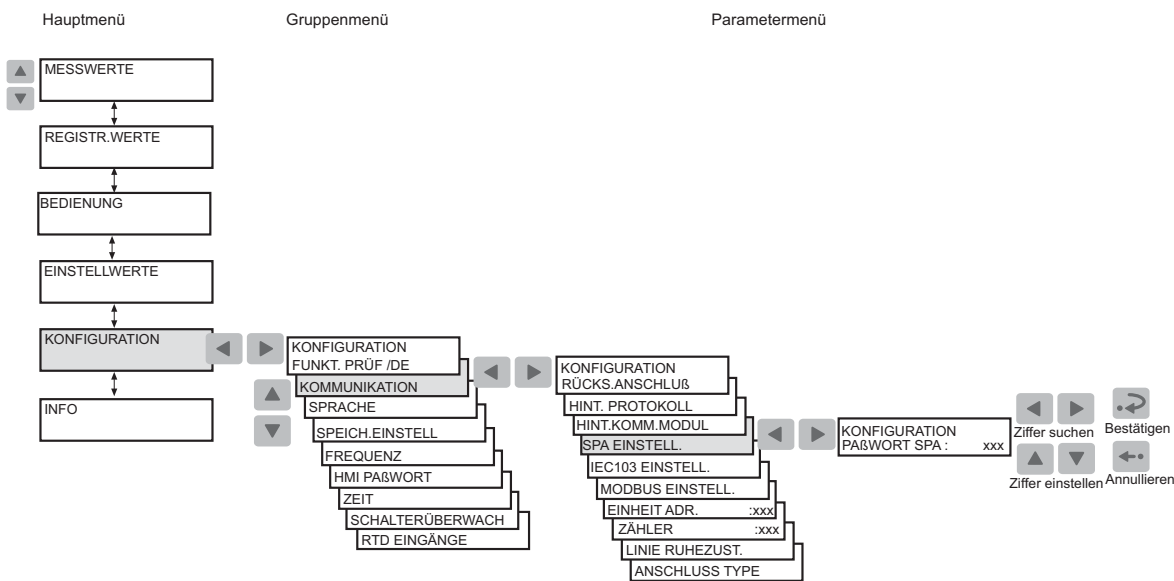 Hauptmenü
Gruppenmenü
Parametermenü
MESSWERTE
REGISTR.WERTE
BEDIENUNG
EINSTELLWERTE
KONFIGURATION
INFO
KONFIGURATION
FUNKT. PRÜF /DE
KOMMUNIKATION
SPRACHE
SPEICH.EINSTELL
FREQUENZ
HMI PAßWORT
ZEIT
SCHALTERÜBERWACH
RTD EINGÄNGE
KONFIGURATION
RÜCKS.ANSCHLUß
HINT. PROTOKOLL
HINT.KOMM.MODUL
SPA EINSTELL.
IEC103 EINSTELL.
MODBUS EINSTELL.
EINHEIT ADR. :xxx
ZÄHLER :xxx
LINIE RUHEZUST.
ANSCHLUSS TYPE
KONFIGURATION
PAßWORT SPA : xxx
Ziffer suchen
Bestätigen
Ziffer einstellen
Annullieren